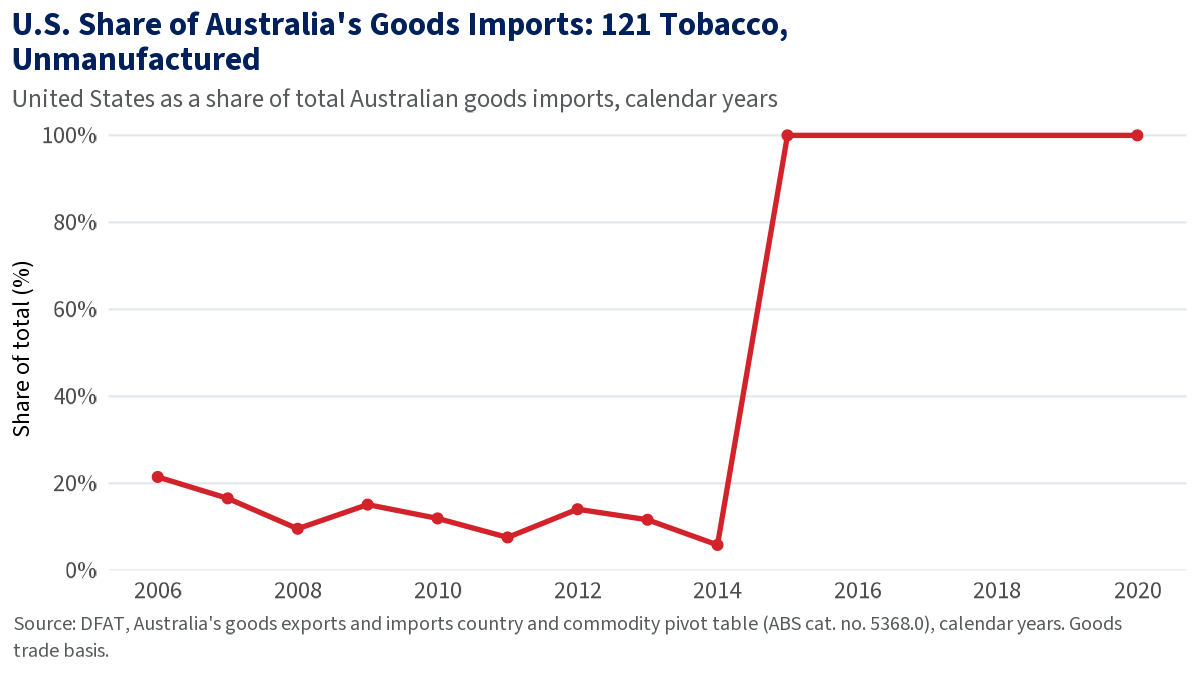 U.S. Share of Australia's Goods Imports: 121 Tobacco,
Unmanufactured
United States as a share of total Australian goods imports, calendar years
Share of total (%)
100%
80%
60%
40%
20%
0%
2006 2008 2010 2012 2014 2016 2018 2020
Source: DFAT, Australia's goods exports and imports country and commodity pivot table (ABS cat. no. 5368.0), calendar years. Goods
trade basis.